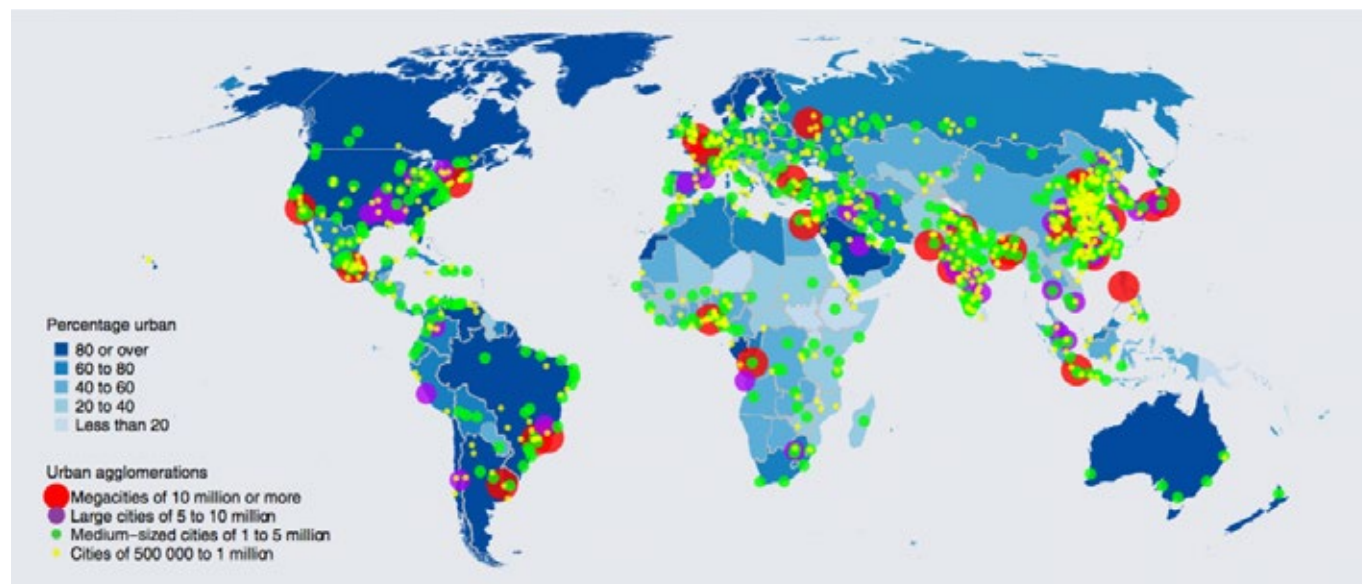 Percentage urban
80 or over
60 to 80
40 to 60
20 to 40
Less than 20
Urban agglomerations
Megacities of 10 million or more
Large cities of 5 to 10 million
Medium-sized cities of 1 to 5 million
Cities of 500 000 to 1 million